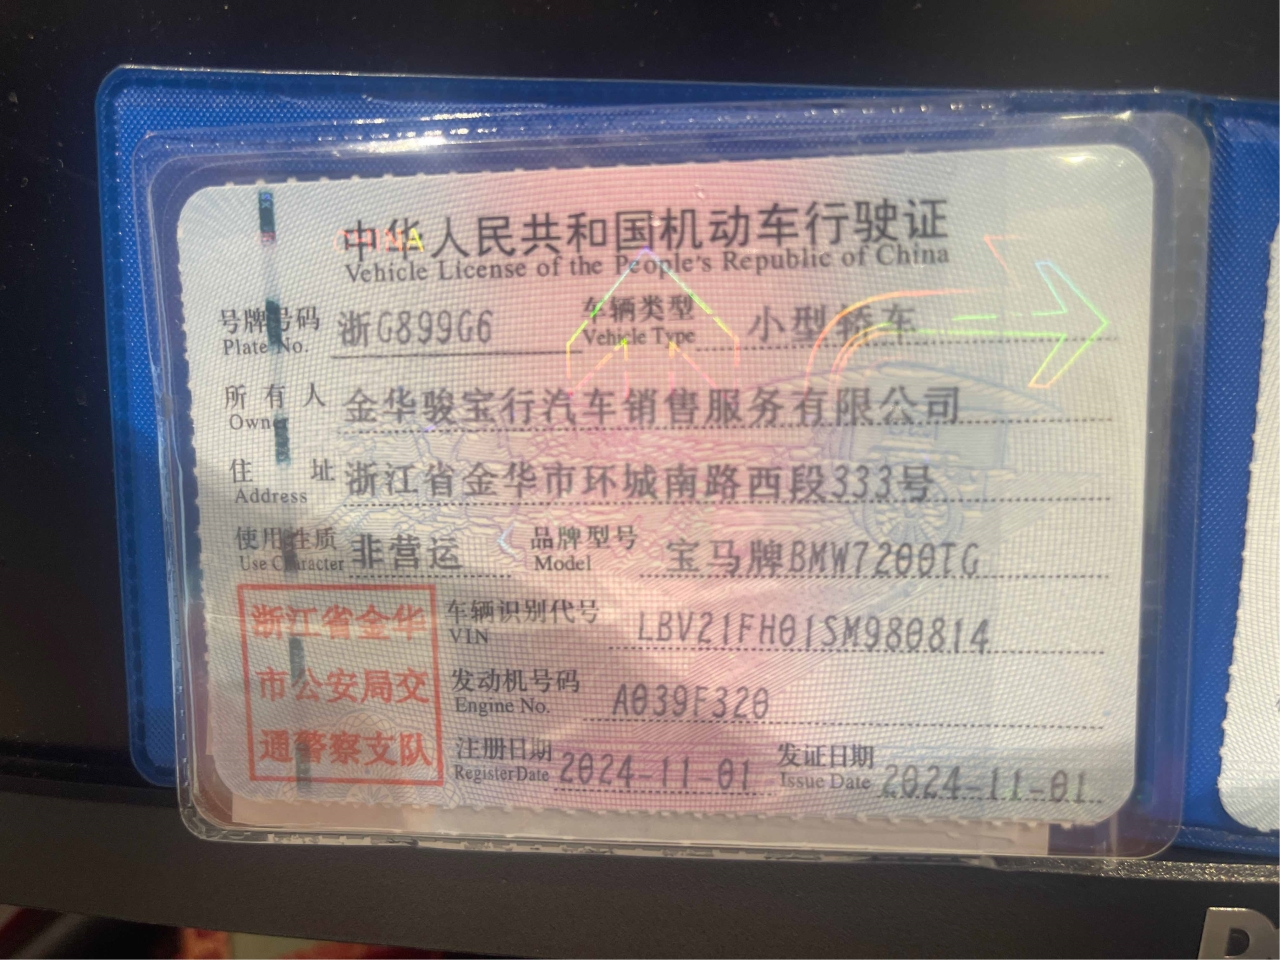 中华人民共和国机动车行驶证
CHINA
Vehicle License of the People's Republic of China
号牌号码 浙G899G6 车辆类型 小型轿车
Plate No. Vehicle Type
所有人 金华骏宝行汽车销售服务有限公司
Owner
住址 浙江省金华市环城南路西段333号
Address
使用性质 非营运 品牌型号 宝马牌BMW7200TG
Use Character Model
浙江省金华
市公安局交
通警察支队
车辆识别代号 LBV21FH01SM980814
VIN
发动机号码 A039F320
Engine No.
注册日期 2024-11-01 发证日期 2024-11-01
Register Date Issue Date